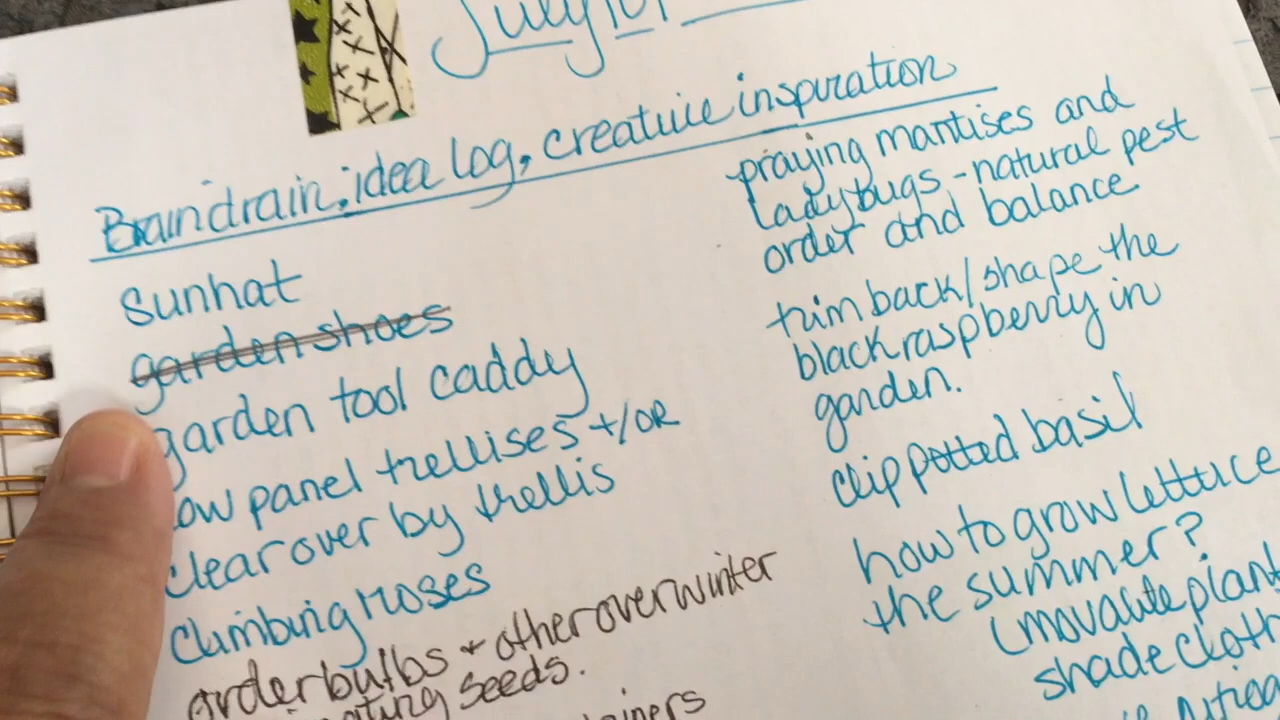 July
Braindrain, idea log, creative inspiration
sunhat
garden shoes
garden tool caddy
low panel trellises +/OR
clear over by trellis
climbing roses
order bulbs + other overwinter
seeds.
praying mantises and
ladybugs - natural pest
order and balance
trim back/shape the
black raspberry in
garden.
clip potted basil
how to grow lettuce
the summer?
(movable plant
shade cloth